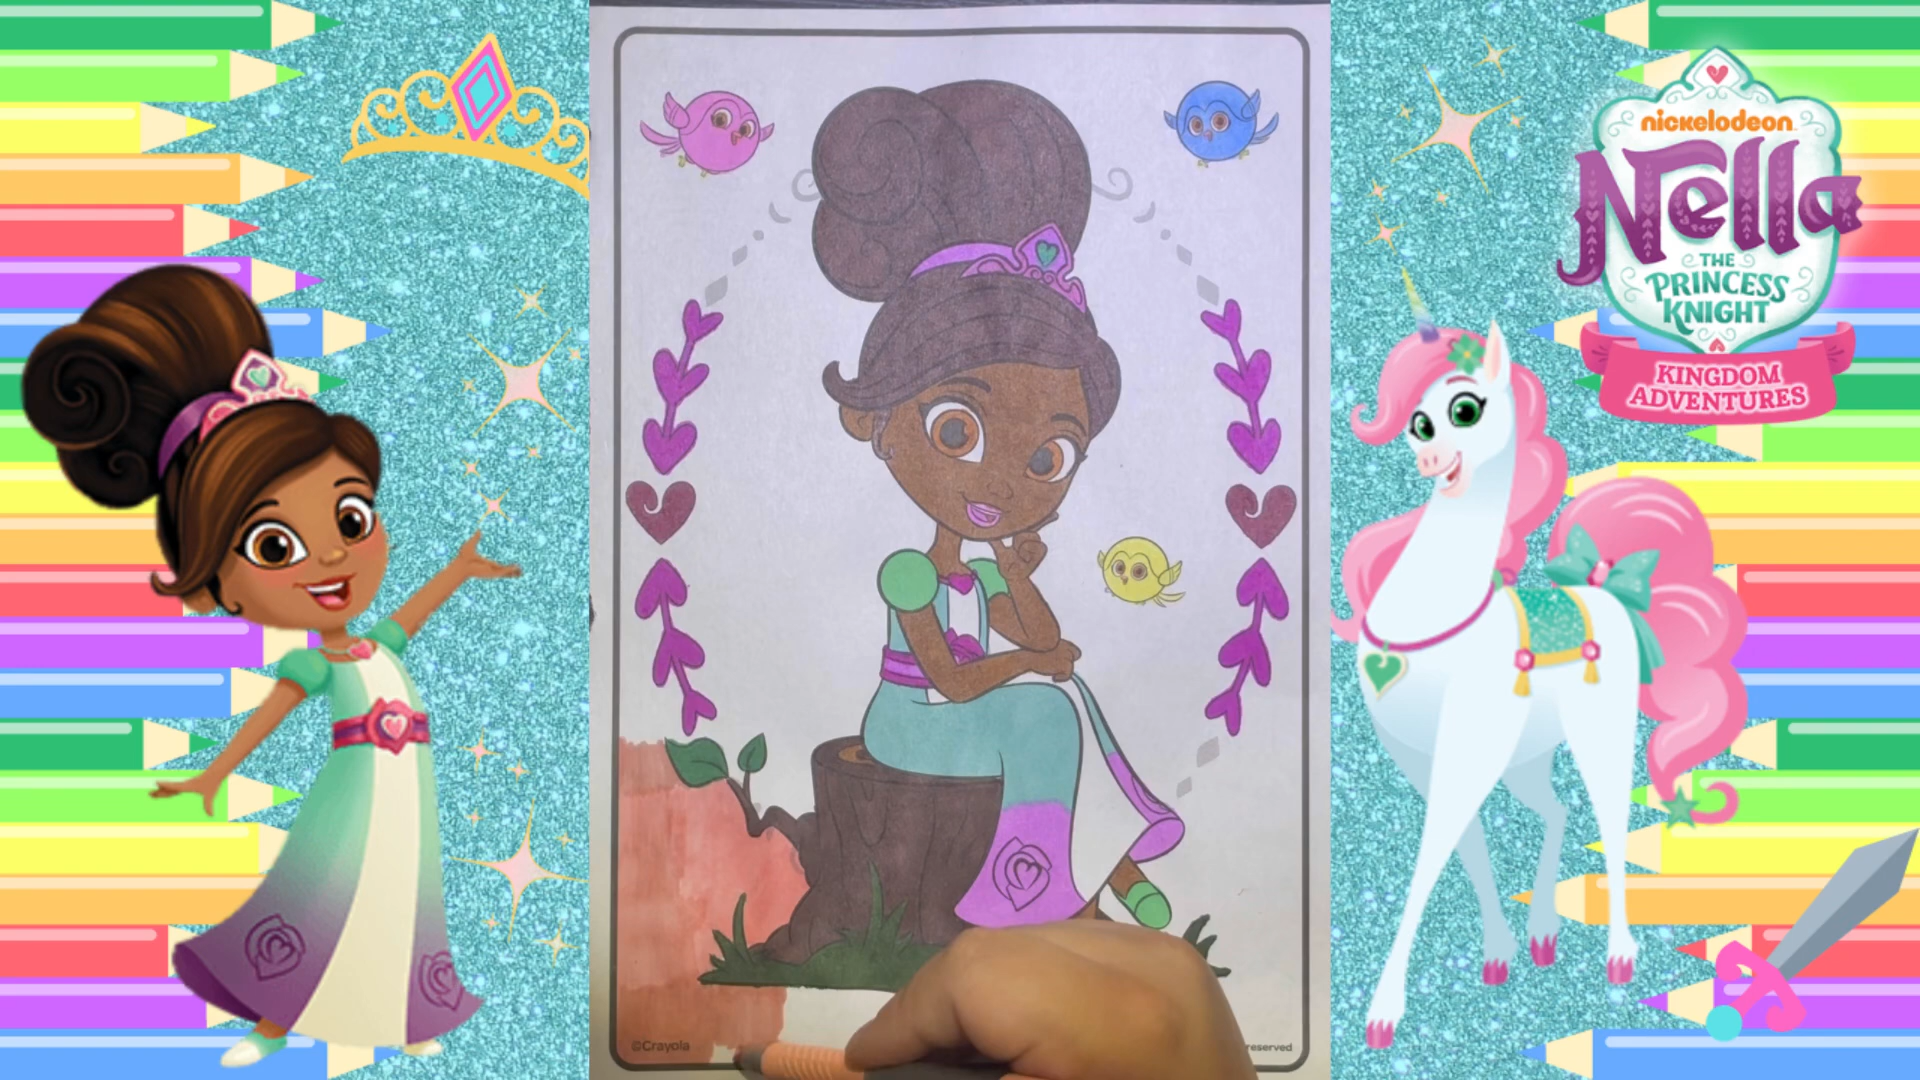 nickelodeon
Nella
THE
PRINCESS
KNIGHT
KINGDOM
ADVENTURES
©Crayola
reserved